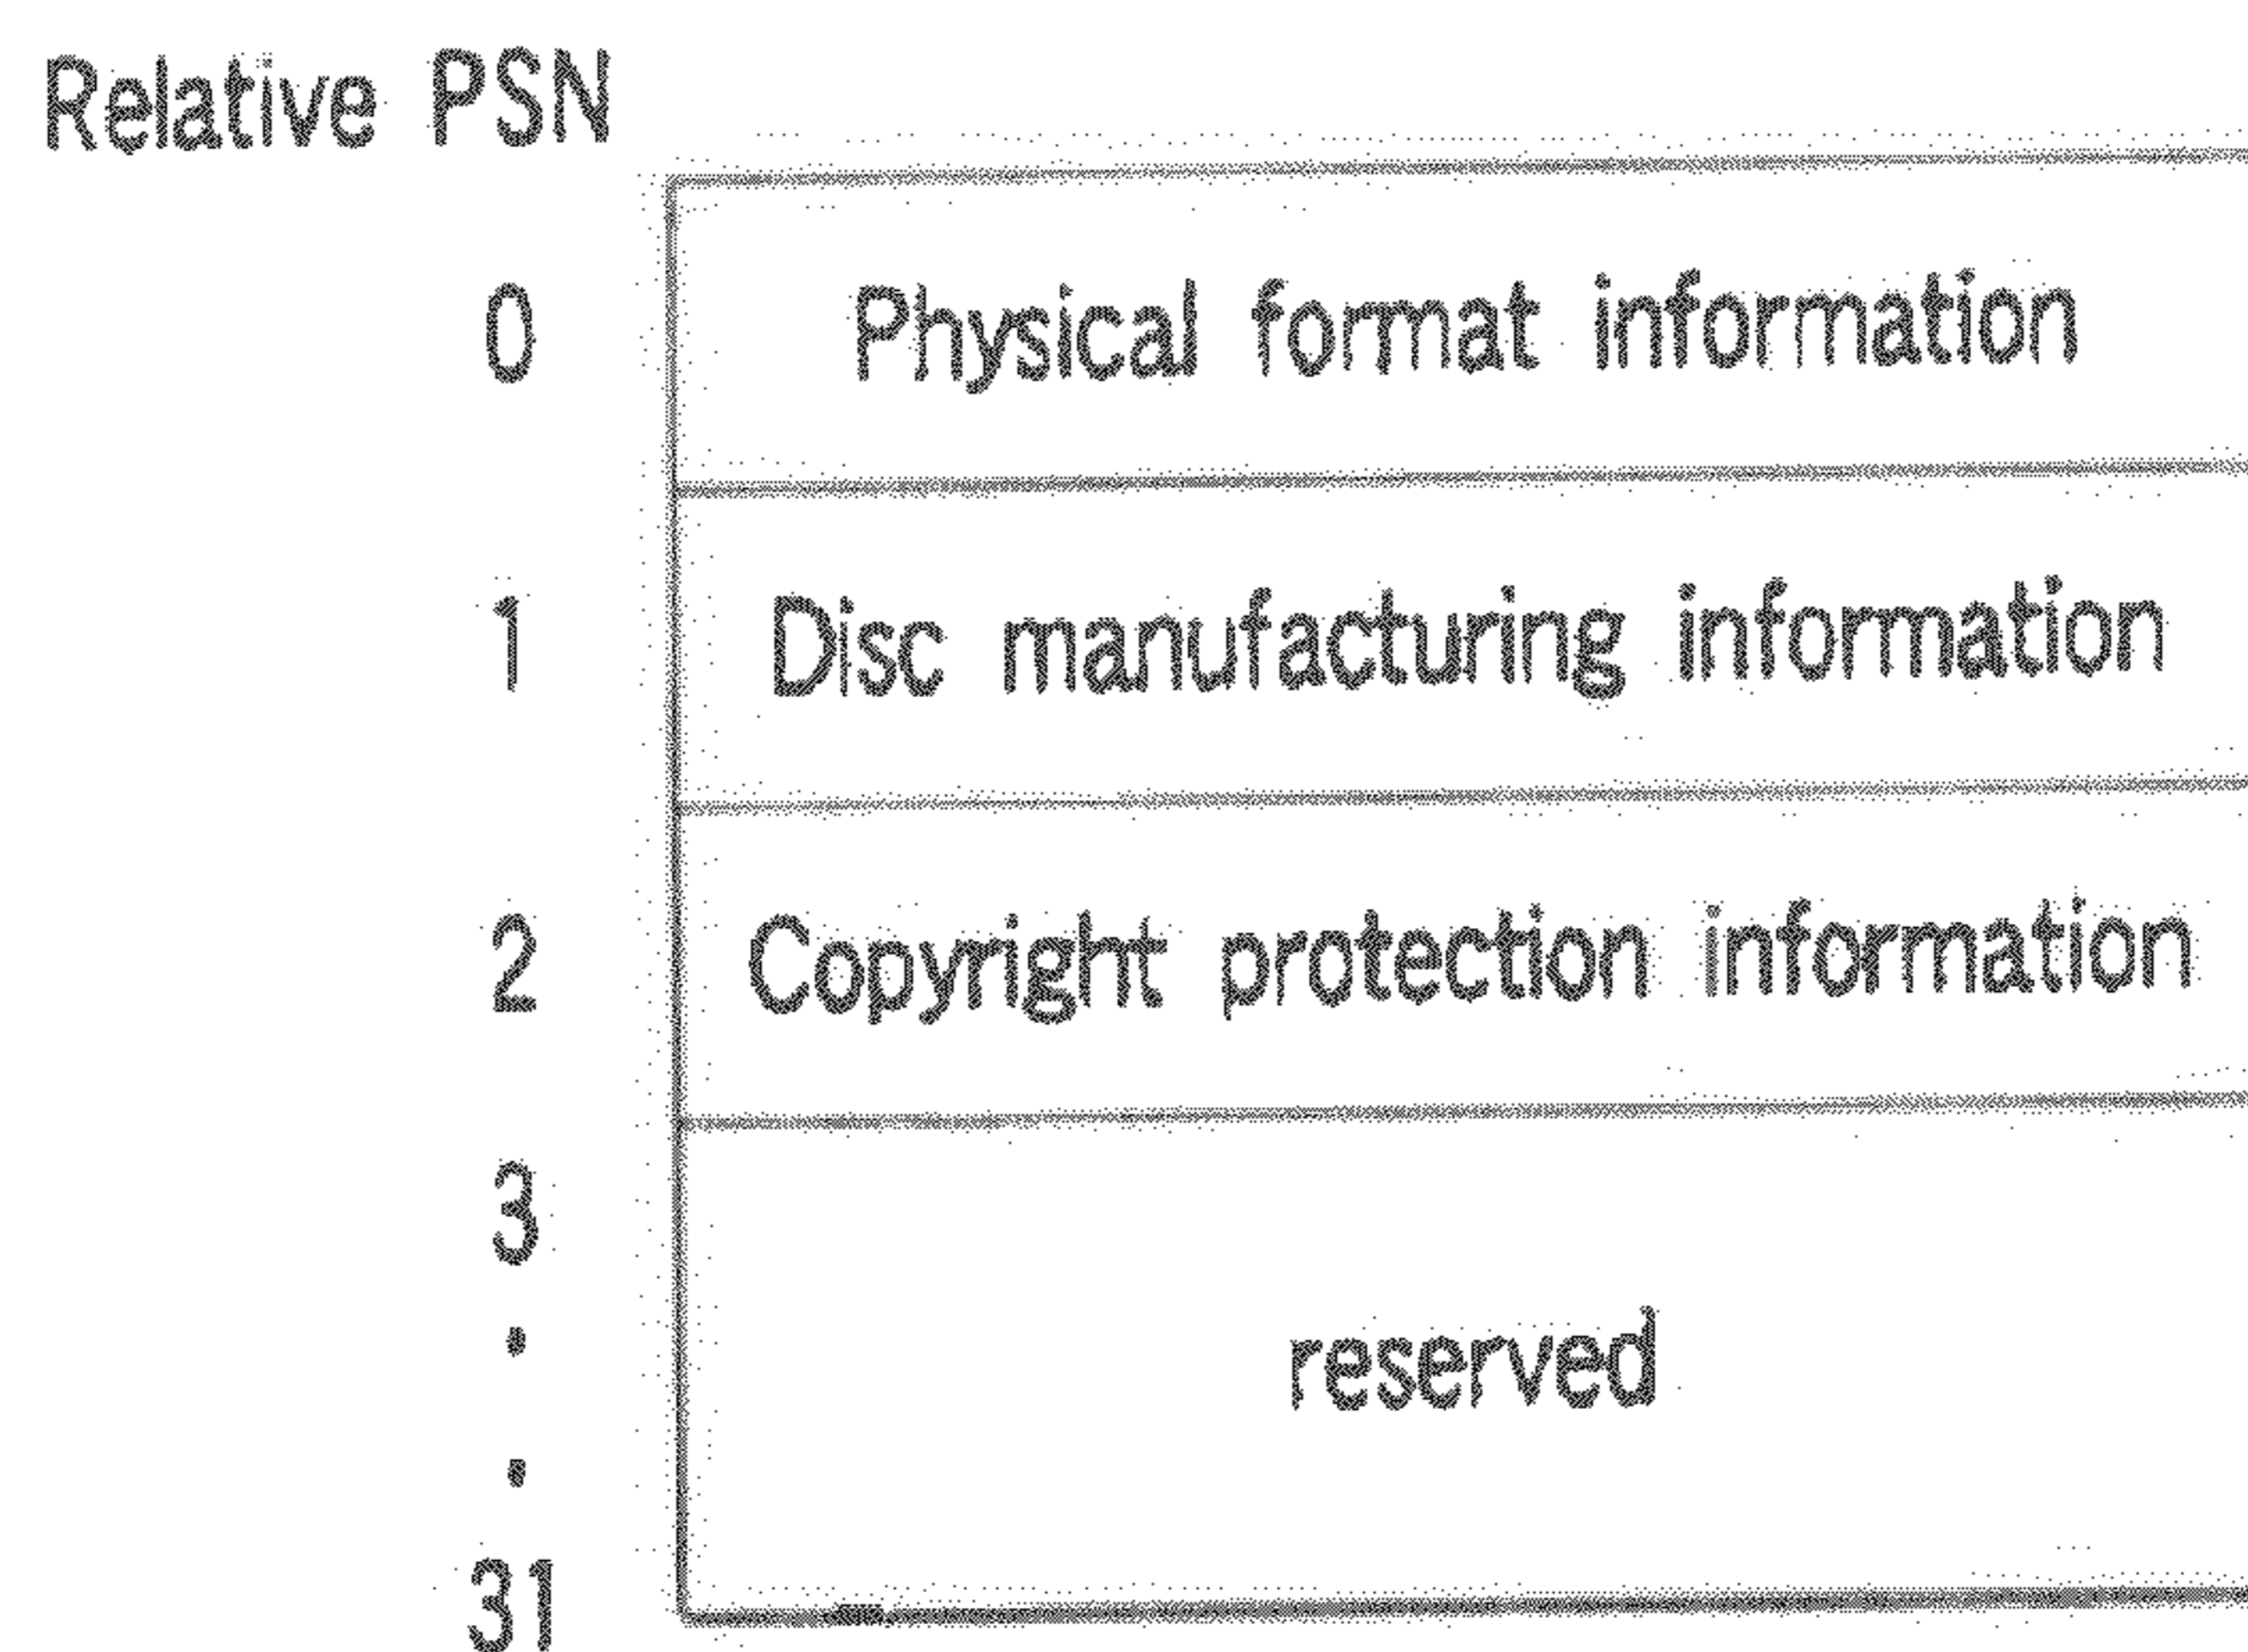 Relative PSN
0 Physical format information
1 Disc manufacturing information
2 Copyright protection information
3
reserved
31